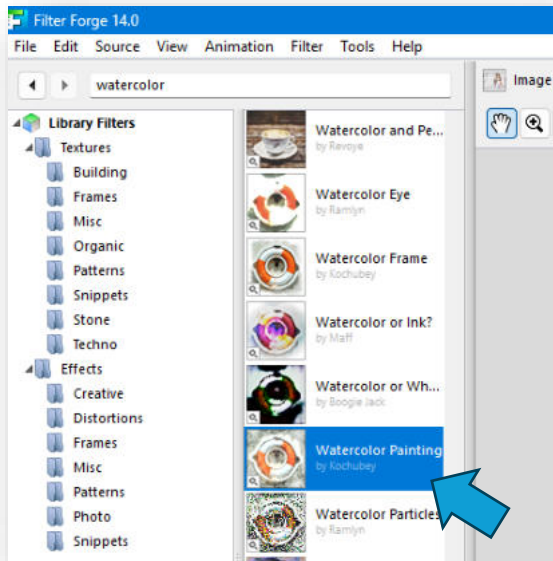 Filter Forge 14.0
File Edit Source View Animation Filter Tools Help
watercolor
Image
Library Filters
Textures
Building
Frames
Misc
Organic
Patterns
Snippets
Stone
Techno
Effects
Creative
Distortions
Frames
Misc
Patterns
Photo
Snippets
Watercolor and Pe...
by Revoye
Watercolor Eye
by Ramlyn
Watercolor Frame
by Kochubey
Watercolor or Ink?
by Maff
Watercolor or Wh...
by Boogie Jack
Watercolor Painting
by Kochubey
Watercolor Particles
by Ramlyn